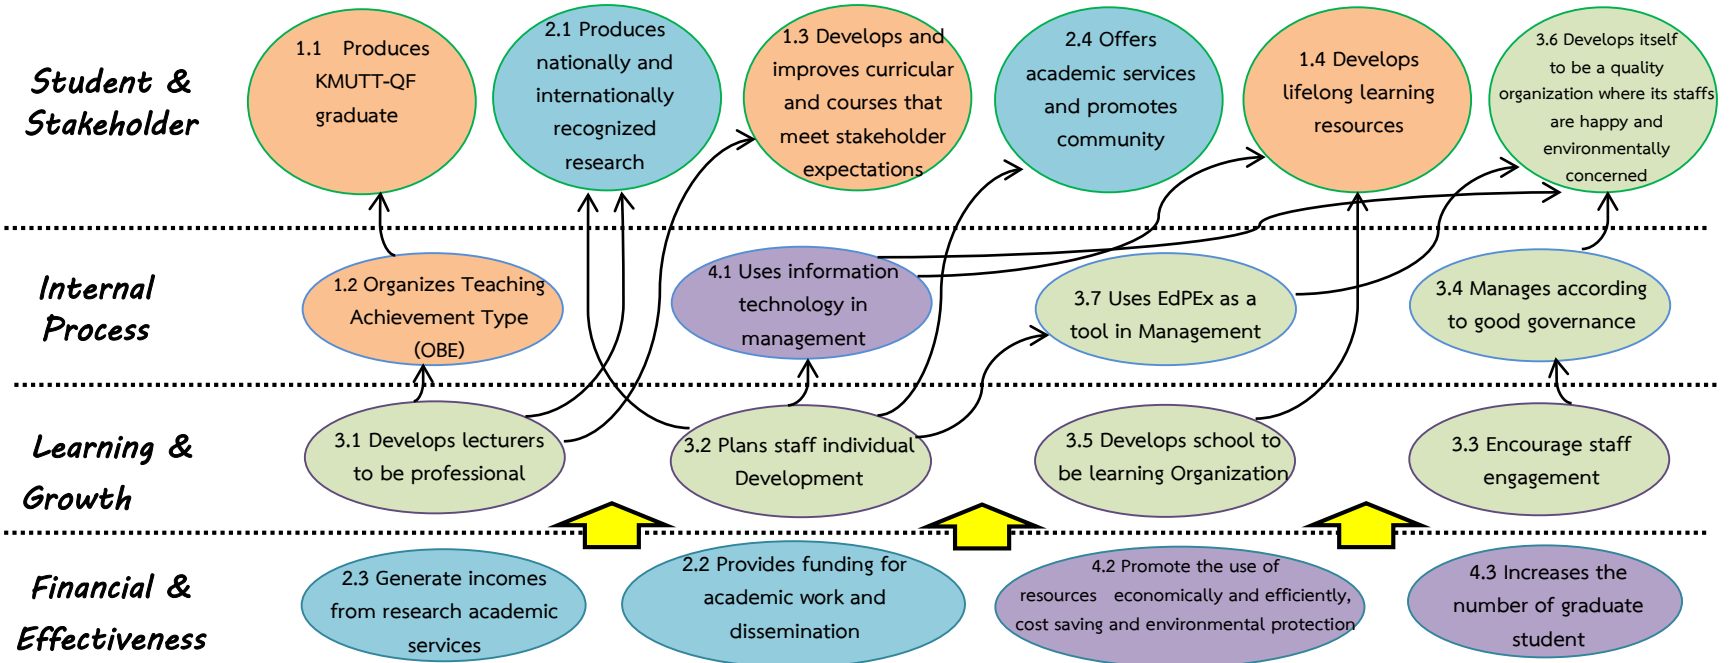 Student &
Stakeholder
1.1 Produces
KMUTT-QF
graduate
2.1 Produces
nationally and
internationally
recognized
research
1.3 Develops and
improves curricular
and courses that
meet stakeholder
expectations
2.4 Offers
academic services
and promotes
community
1.4 Develops
lifelong learning
resources
3.6 Develops itself
to be a quality
organization where its staffs
are happy and
environmentally
concerned
Internal
Process
1.2 Organizes Teaching
Achievement Type
(OBE)
4.1 Uses information
technology in
management
3.7 Uses EdPEx as a
tool in Management
3.4 Manages according
to good governance
Learning &
Growth
3.1 Develops lecturers
to be professional
3.2 Plans staff individual
Development
3.5 Develops school to
be learning Organization
3.3 Encourage staff
engagement
Financial &
Effectiveness
2.3 Generate incomes
from research academic
services
2.2 Provides funding for
academic work and
dissemination
4.2 Promote the use of
resources economically and efficiently,
cost saving and environmental protection
4.3 Increases the
number of graduate
student